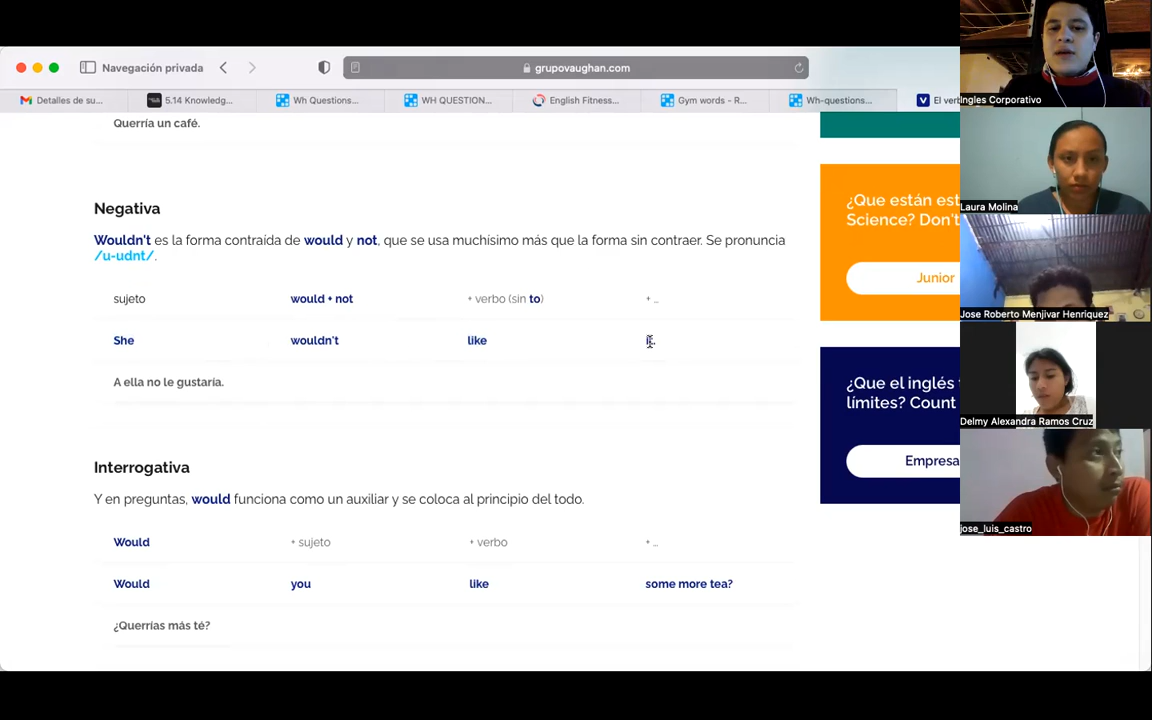 Navegación privada
grupovaughan.com
Detalles de su...
5.14 Knowledg...
Wh Questions...
WH QUESTION...
English Fitness...
Gym words - R...
Wh-questions...
El ver
Querría un café.
Negativa
Wouldn't es la forma contraída de would y not, que se usa muchísimo más que la forma sin contraer. Se pronuncia
/u-udnt/.
sujeto would + not + verbo (sin to) + ...
She wouldn't like
A ella no le gustaría.
Interrogativa
Y en preguntas, would funciona como un auxiliar y se coloca al principio del todo.
Would + sujeto + verbo + ...
Would you like some more tea?
¿Querrías más té?
¿Que están est
Science? Don't
Junior
¿Que el inglés
límites? Count
Empresa
Ingles Corporativo
Laura Molina
Jose Roberto Menjivar Henriquez
Delmy Alexandra Ramos Cruz
jose_luis_castro